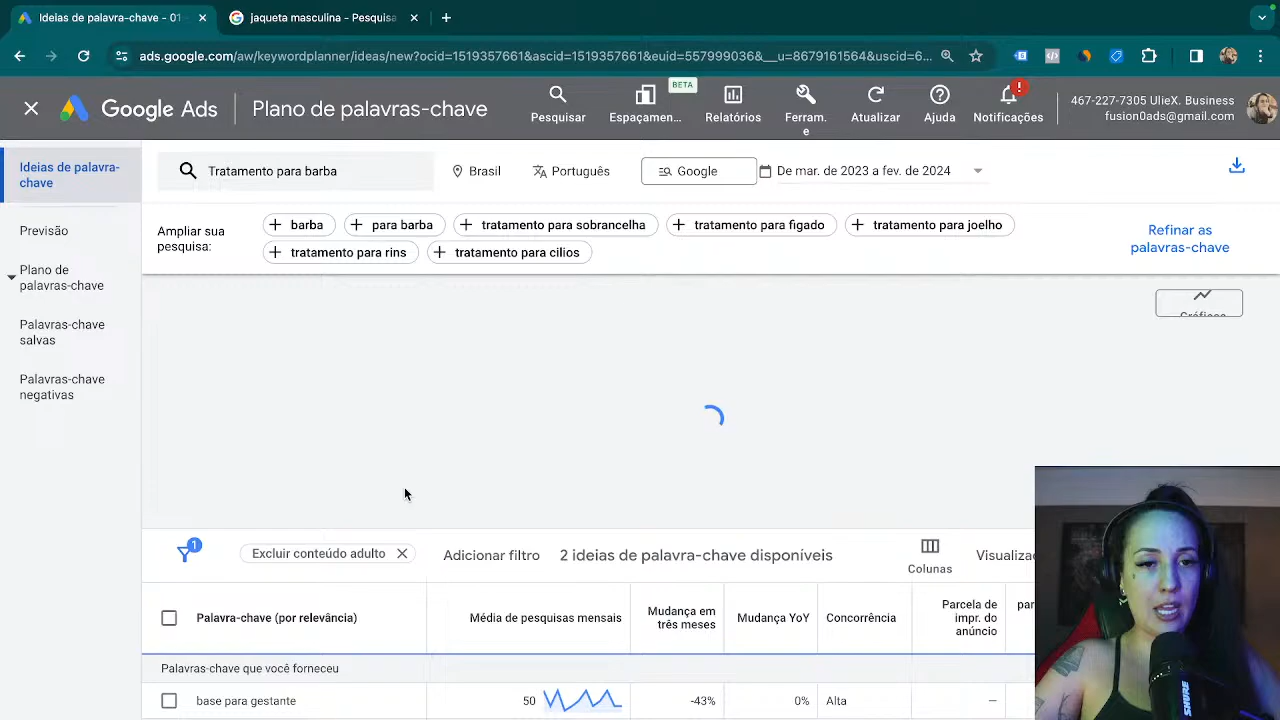 Ideias de palavra-chave - 01
jaqueta masculina - Pesquisa
ads.google.com/aw/keywordplanner/ideas/new?ocid=1519357661&ascid=1519357661&euid=557999036&__u=8679161564&uscid=6...
Google Ads
Plano de palavras-chave
Pesquisar
BETA
Espaçamen...
Relatórios
Ferram.
e
Atualizar
Ajuda
Notificações
467-227-7305 UlieX. Business
fusion0ads@gmail.com
Ideias de palavra-
chave
Previsão
Plano de
palavras-chave
Palavras-chave
salvas
Palavras-chave
negativas
Tratamento para barba
Brasil
Português
Google
De mar. de 2023 a fev. de 2024
Ampliar sua
pesquisa:
barba
para barba
tratamento para sobrancelha
tratamento para figado
tratamento para joelho
tratamento para rins
tratamento para cilios
Refinar as
palavras-chave
Gráficos
1
Excluir conteúdo adulto
Adicionar filtro
2 ideias de palavra-chave disponíveis
Colunas
Visualiza
Palavra-chave (por relevância)
Média de pesquisas mensais
Mudança em
três meses
Mudança YoY
Concorrência
Parcela de
impr. do
anúncio
par
Palavras-chave que você forneceu
base para gestante
50
-43%
0%
Alta
–
SHURE